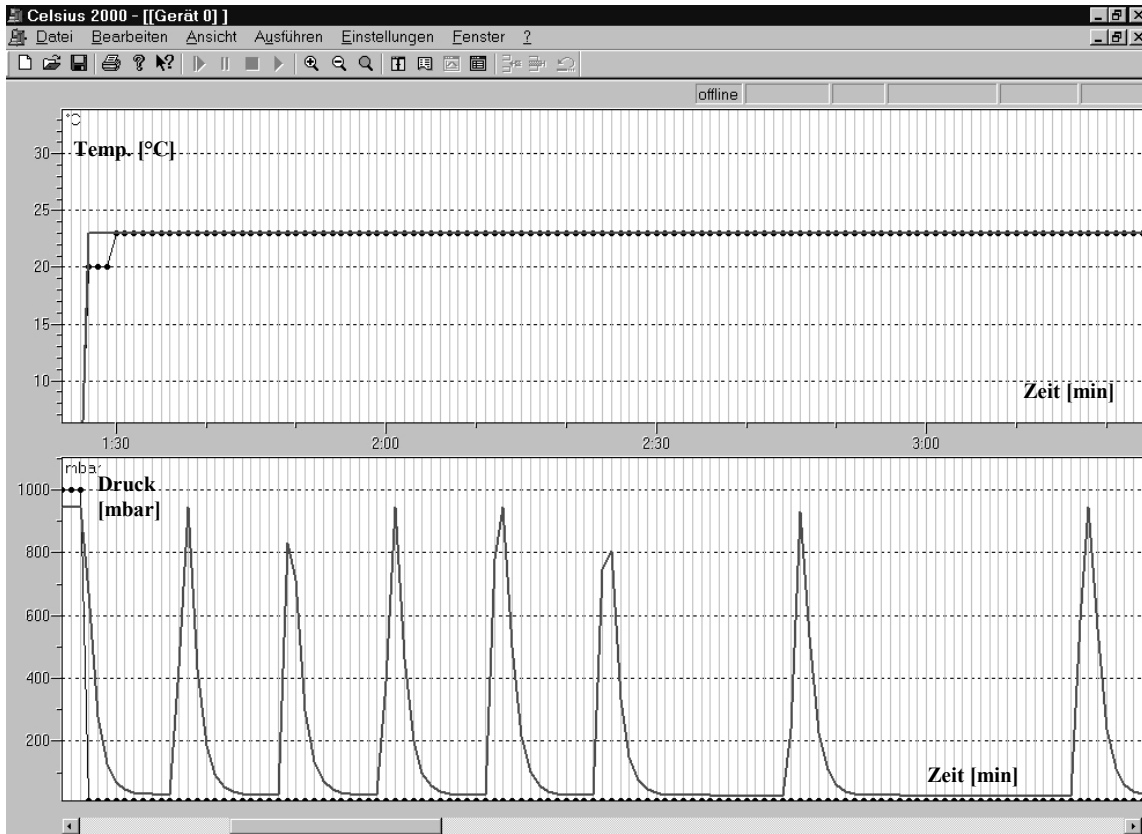 Celsius 2000 - [[Gerät 0] ]
Datei Bearbeiten Ansicht Ausführen Einstellungen Fenster ?
offline
°C
Temp. [°C]
30
25
20
15
10
Zeit [min]
1:30 2:00 2:30 3:00
mbar
Druck
[mbar]
1000
800
600
400
200
Zeit [min]